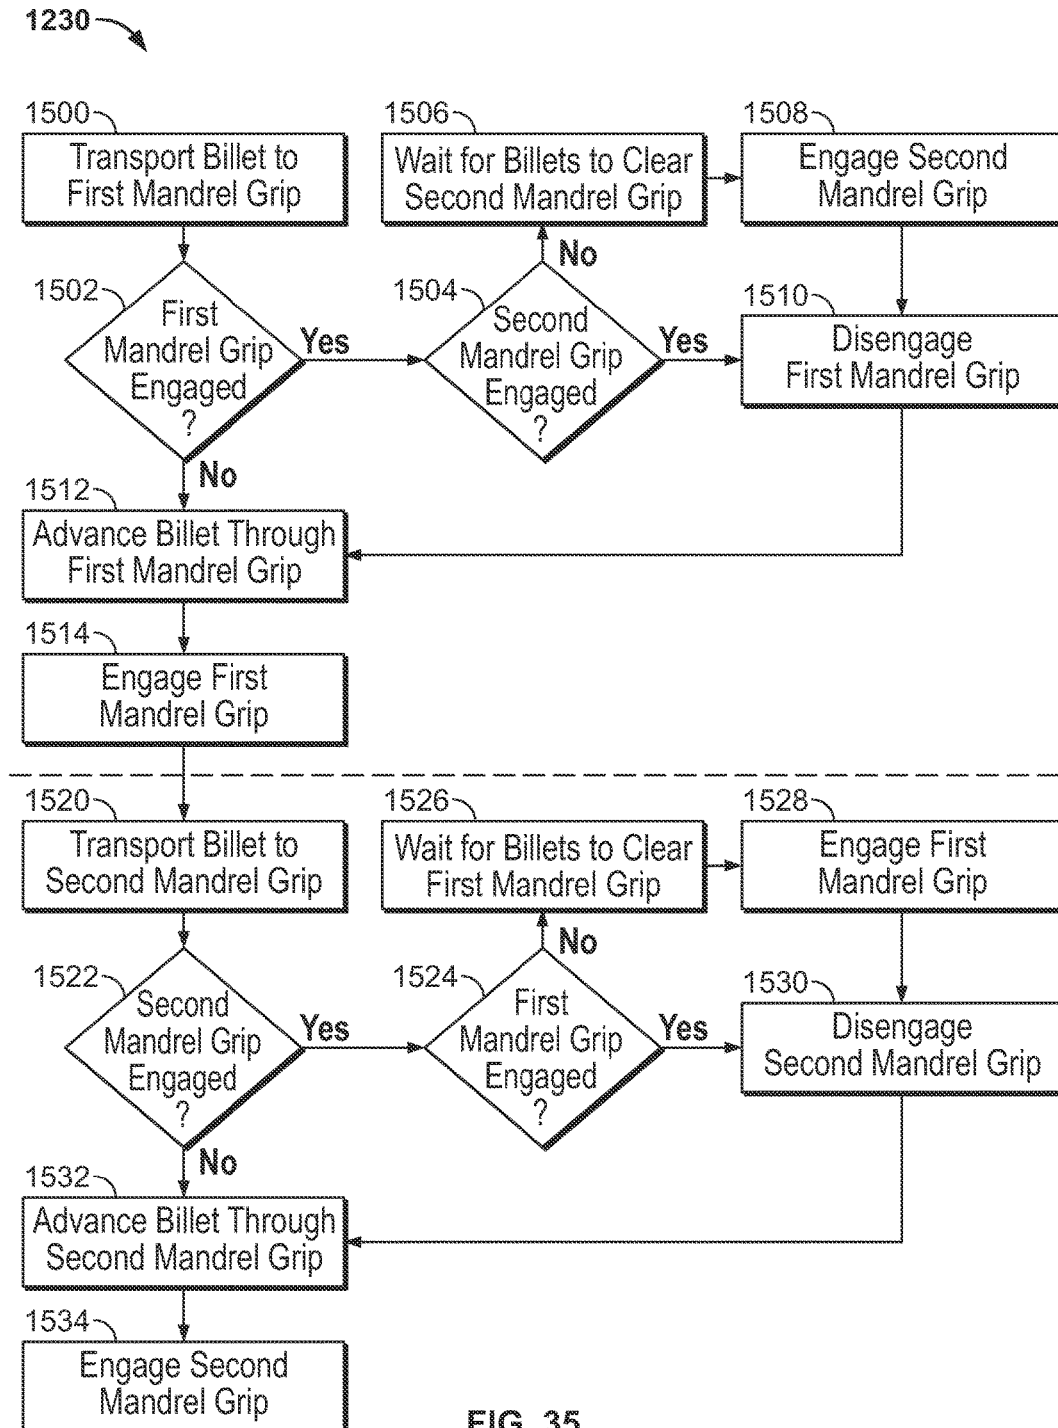 1230
1500
Transport Billet to
First Mandrel Grip
1506
Wait for Billets to Clear
Second Mandrel Grip
1508
Engage Second
Mandrel Grip
1502
First
Mandrel Grip
Engaged
?
Yes
No
1504
Second
Mandrel Grip
Engaged
?
No
Yes
1510
Disengage
First Mandrel Grip
1512
Advance Billet Through
First Mandrel Grip
1514
Engage First
Mandrel Grip
1520
Transport Billet to
Second Mandrel Grip
1526
Wait for Billets to Clear
First Mandrel Grip
1528
Engage First
Mandrel Grip
1522
Second
Mandrel Grip
Engaged
?
Yes
No
1524
First
Mandrel Grip
Engaged
?
No
Yes
1530
Disengage
Second Mandrel Grip
1532
Advance Billet Through
Second Mandrel Grip
1534
Engage Second
Mandrel Grip
FIG. 35